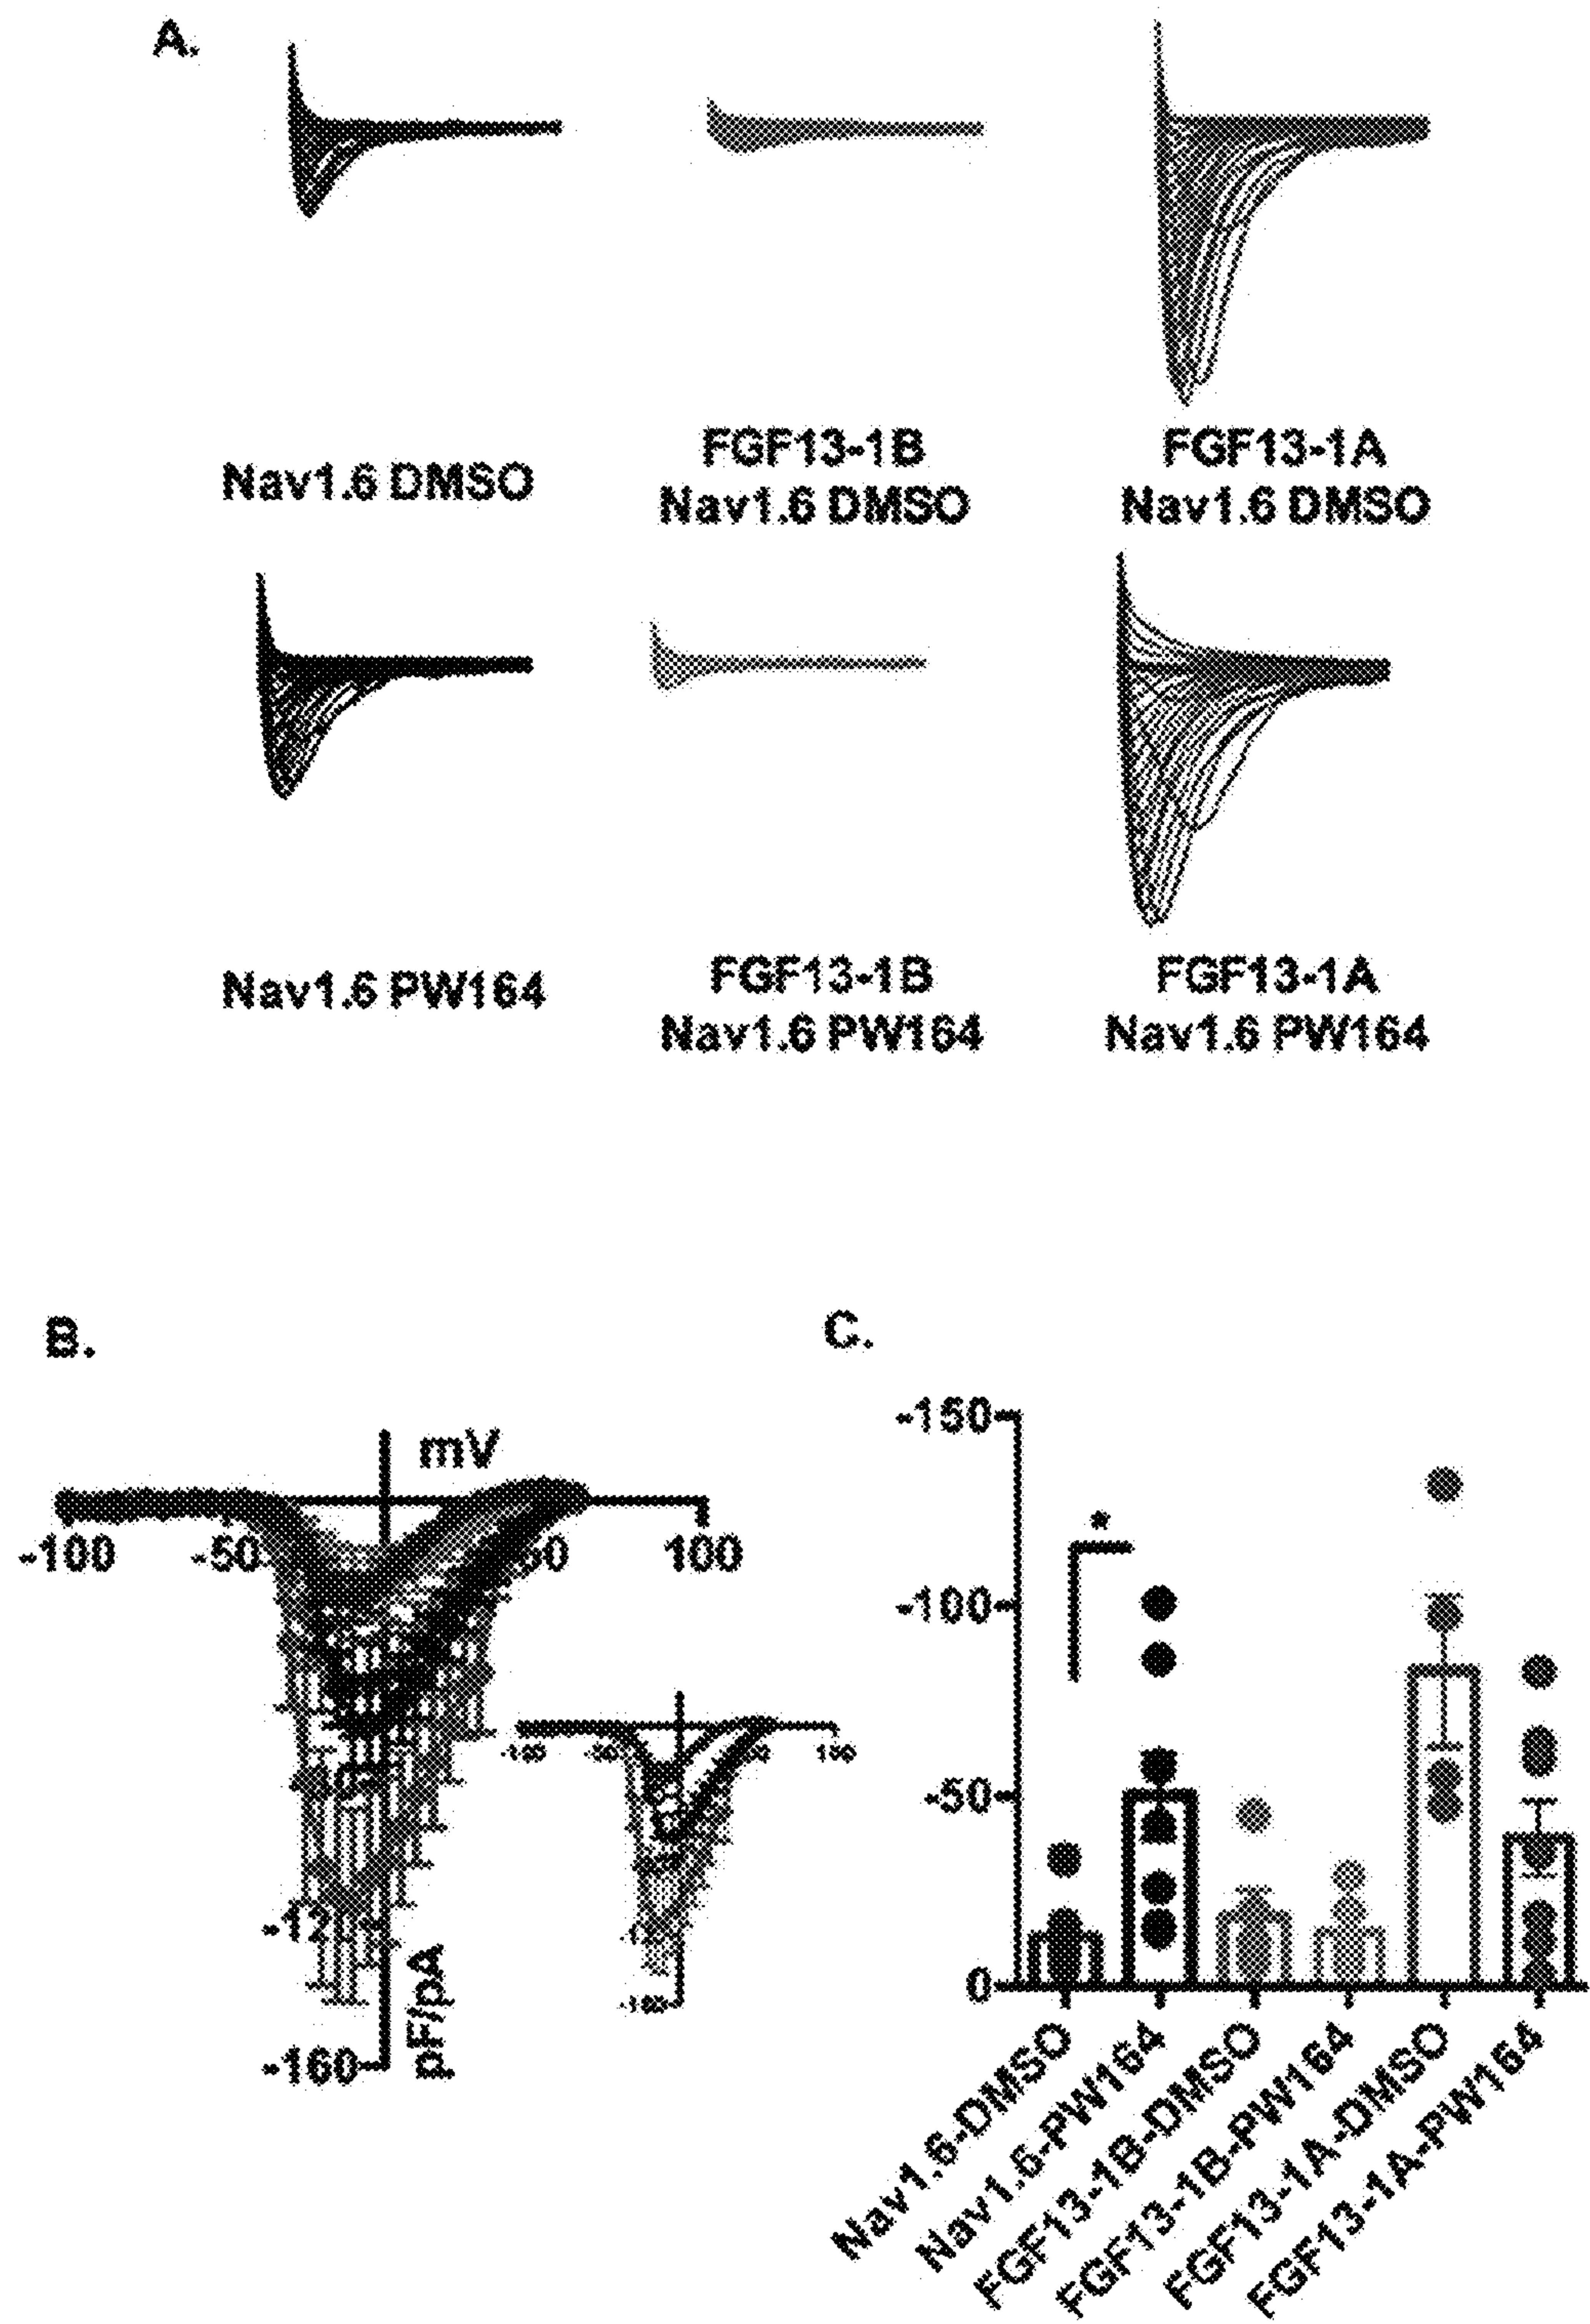 A.
Nav1.6 DMSO
FGF13-1B
Nav1.6 DMSO
FGF13-1A
Nav1.6 DMSO
Nav1.6 PW164
FGF13-1B
Nav1.6 PW164
FGF13-1A
Nav1.6 PW164
B.
mV
-100
-50
100
-160
pF/pA
C.
-150
-100
-50
0
*
Nav1.6-DMSO
Nav1.6-PW164
FGF13-1B-DMSO
FGF13-1B-PW164
FGF13-1A-DMSO
FGF13-1A-PW164